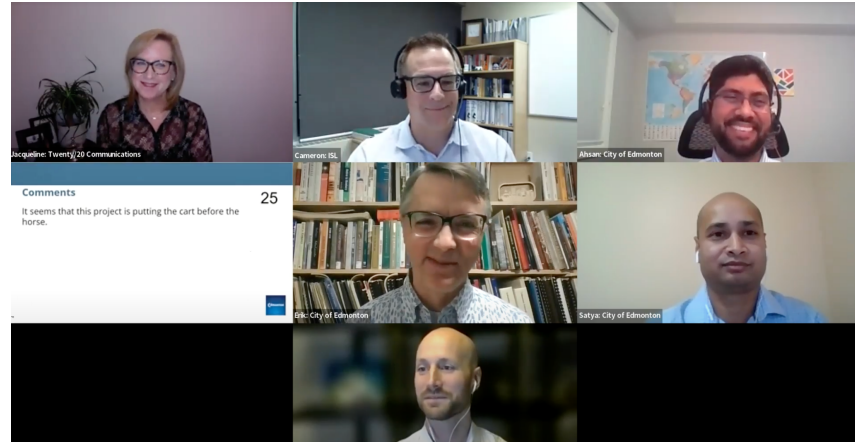 Jacqueline: Twenty/20 Communications
Cameron: ISL
Ahsan: City of Edmonton
Comments
25
It seems that this project is putting the cart before the
horse.
Erik: City of Edmonton
Satya: City of Edmonton